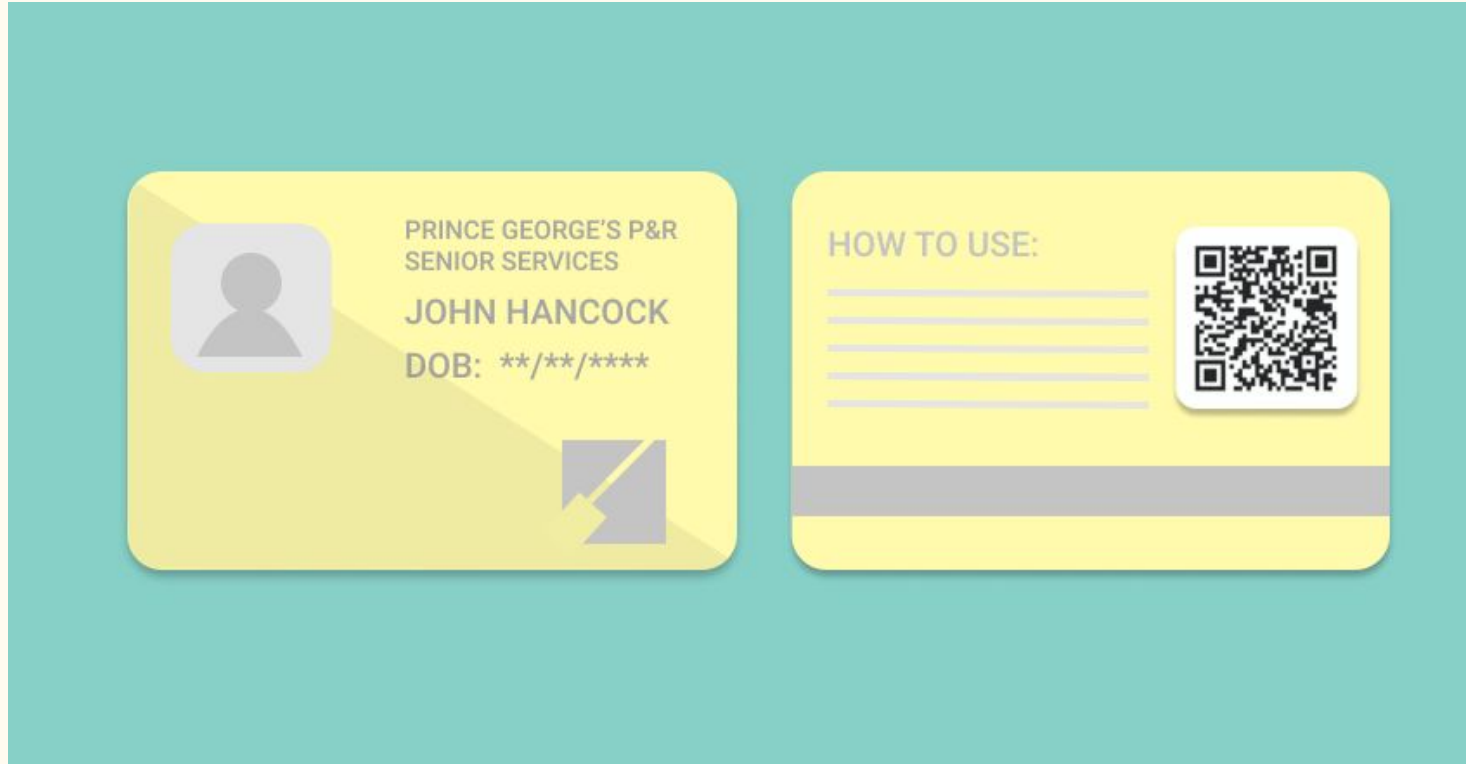 PRINCE GEORGE'S P&R
SENIOR SERVICES
JOHN HANCOCK
DOB: **/**/****
HOW TO USE: